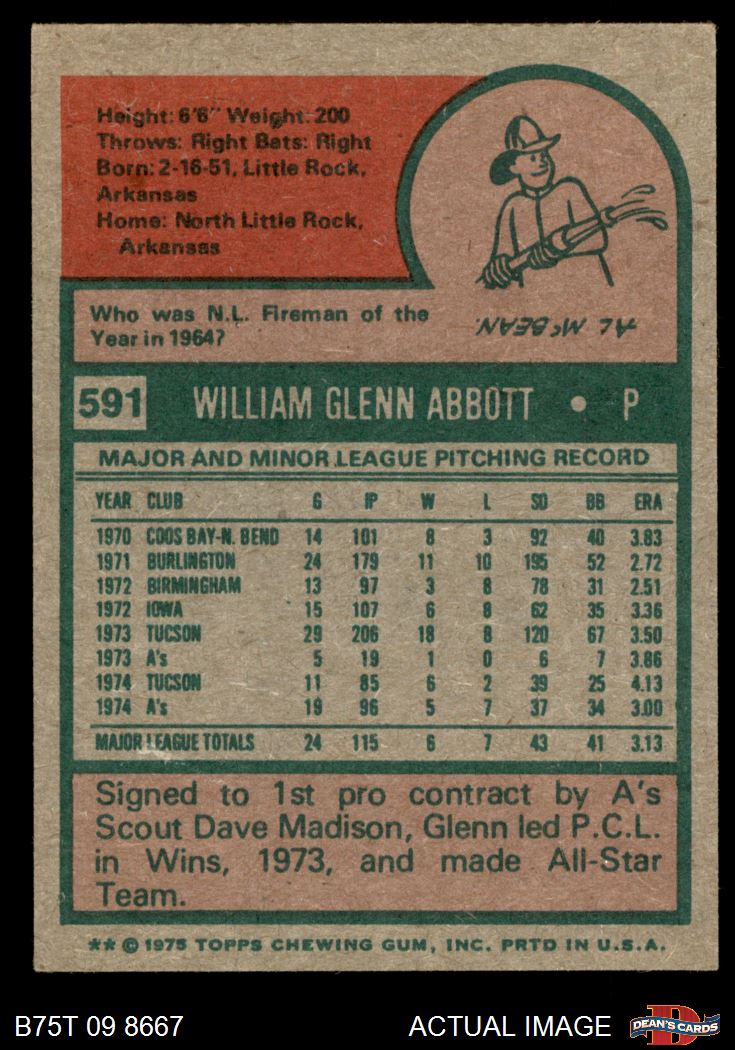 Height: 6'6" Weight: 200
Throws: Right Bats: Right
Born: 2-16-51, Little Rock,
Arkansas
Home: North Little Rock,
Arkansas
Who was N.L. Fireman of the
Year in 1964?
AL McBEAN.
591 WILLIAM GLENN ABBOTT • P
MAJOR AND MINOR LEAGUE PITCHING RECORD
YEAR CLUB G IP W L SO BB ERA
1970 COOS BAY-N. BEND 14 101 8 3 92 40 3.83
1971 BURLINGTON 24 179 11 10 195 52 2.72
1972 BIRMINGHAM 13 97 3 8 78 31 2.51
1972 IOWA 15 107 6 8 62 35 3.36
1973 TUCSON 29 206 18 8 120 67 3.50
1973 A's 5 19 1 0 6 7 3.86
1974 TUCSON 11 85 6 2 39 25 4.13
1974 A's 19 96 5 7 37 34 3.00
MAJOR LEAGUE TOTALS 24 115 6 7 43 41 3.13
Signed to 1st pro contract by A's
Scout Dave Madison, Glenn led P.C.L.
in Wins, 1973, and made All-Star
Team.
** © 1975 TOPPS CHEWING GUM, INC. PRTD IN U.S.A.
B75T 09 8667 ACTUAL IMAGE DEAN'S CARDS